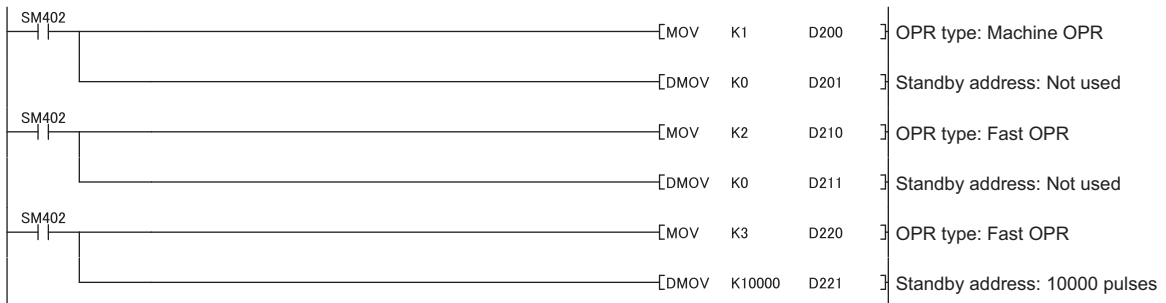 SM402
[MOV K1 D200 ] OPR type: Machine OPR
[DMOV K0 D201 ] Standby address: Not used
SM402
[MOV K2 D210 ] OPR type: Fast OPR
[DMOV K0 D211 ] Standby address: Not used
SM402
[MOV K3 D220 ] OPR type: Fast OPR
[DMOV K10000 D221 ] Standby address: 10000 pulses